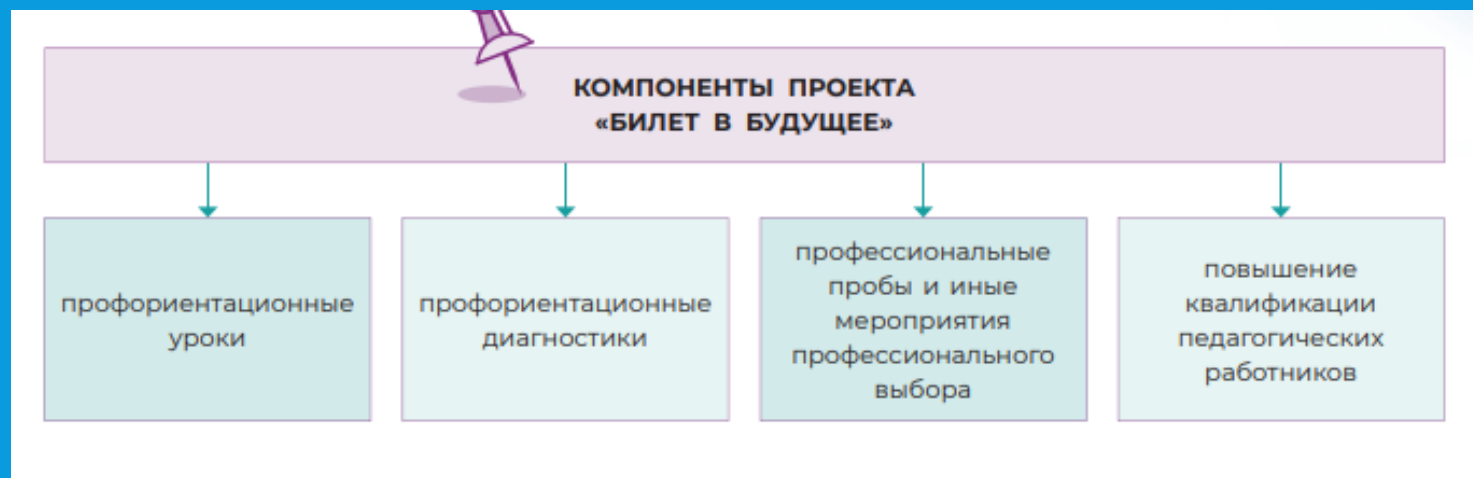 КОМПОНЕНТЫ ПРОЕКТА
«БИЛЕТ В БУДУЩЕЕ»
профориентационные
уроки
профориентационные
диагностики
профессиональные
пробы и иные
мероприятия
профессионального
выбора
повышение
квалификации
педагогических
работников